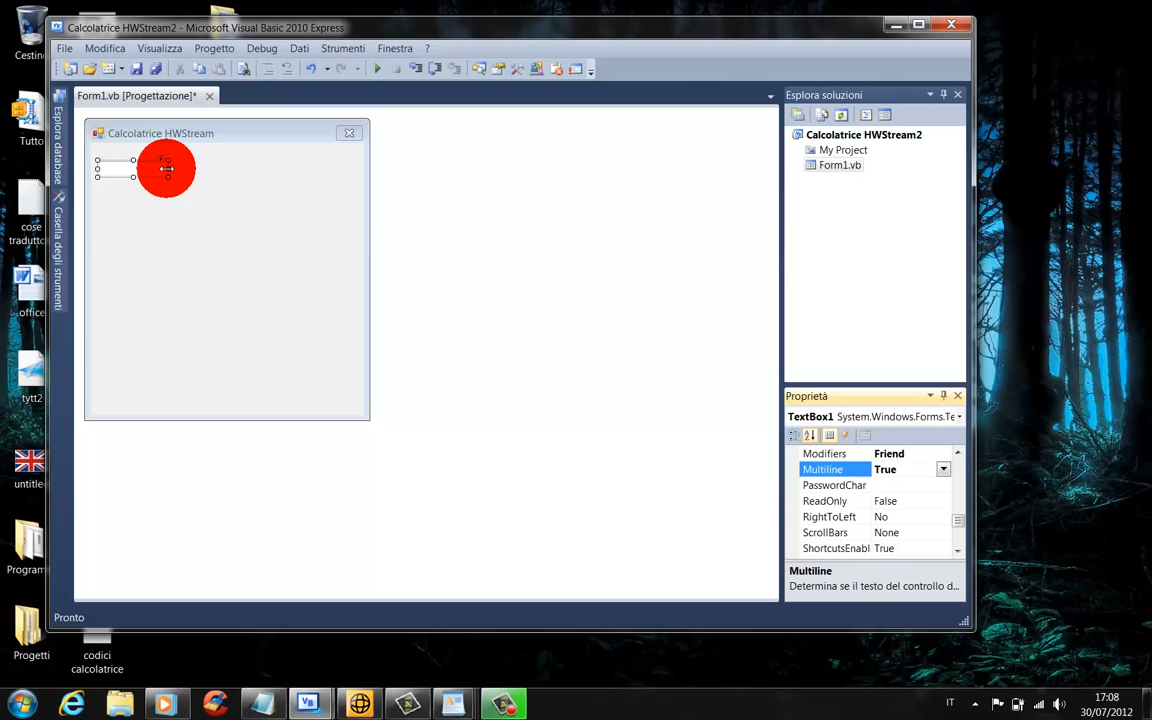 Calcolatrice HWStream2 - Microsoft Visual Basic 2010 Express
File Modifica Visualizza Progetto Debug Dati Strumenti Finestra ?
Form1.vb [Progettazione]*
Esplora database
Casella degli strumenti
Calcolatrice HWStream
Esplora soluzioni
Calcolatrice HWStream2
My Project
Form1.vb
Proprietà
TextBox1 System.Windows.Forms.Te
Modifiers Friend
Multiline True
PasswordChar
ReadOnly False
RightToLeft No
ScrollBars None
ShortcutsEnabl True
Multiline
Determina se il testo del controllo d...
Pronto
Cestino
Tutto
cose
tradutto
office
tytt2
untitle
Program
Progetti
codici
calcolatrice
IT
17:08
30/07/2012